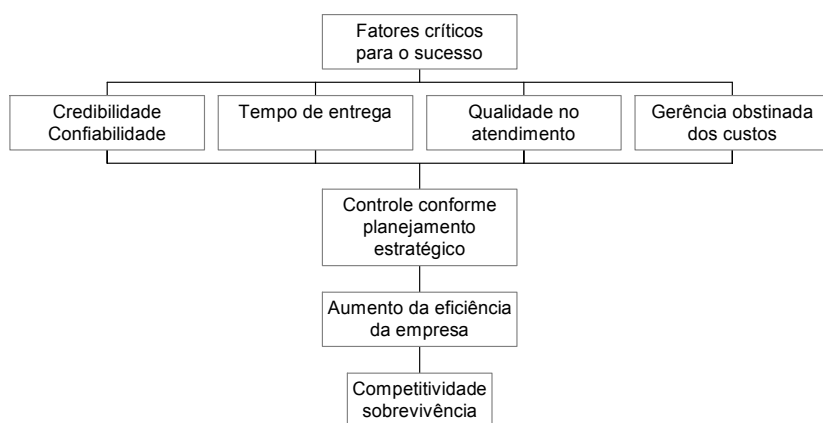 Fatores críticos
para o sucesso
Credibilidade
Confiabilidade
Tempo de entrega
Qualidade no
atendimento
Gerência obstinada
dos custos
Controle conforme
planejamento
estratégico
Aumento da eficiência
da empresa
Competitividade
sobrevivência